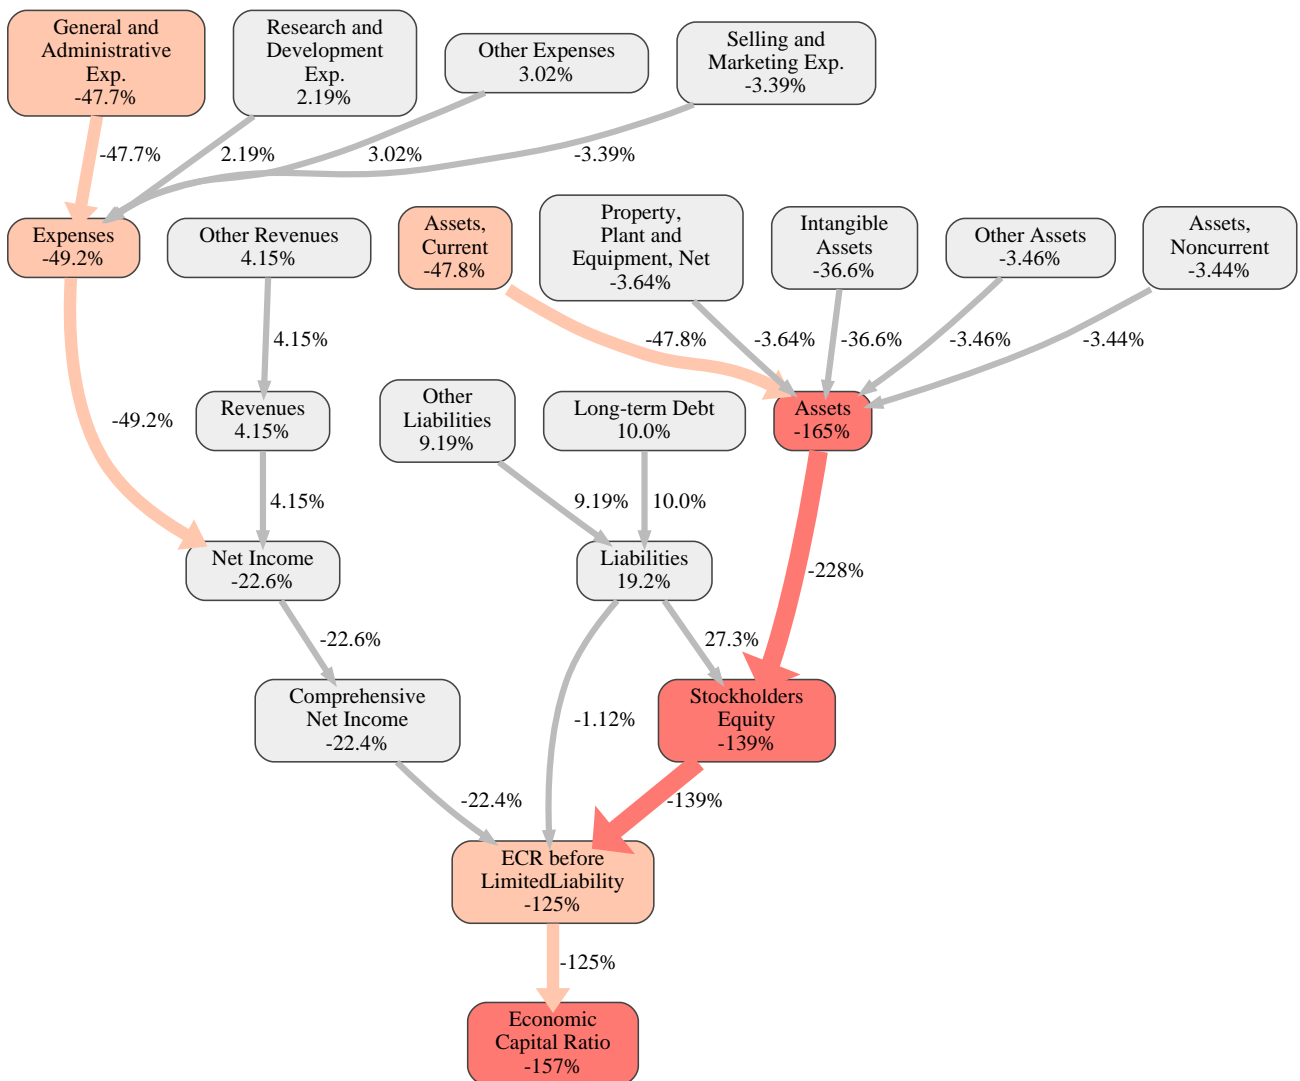 General and
Administrative
Exp.
-47.7%
Research and
Development
Exp.
2.19%
Other Expenses
3.02%
Selling and
Marketing Exp.
-3.39%
-47.7%
2.19%
3.02%
-3.39%
Expenses
-49.2%
Other Revenues
4.15%
Assets,
Current
-47.8%
Property,
Plant and
Equipment, Net
-3.64%
Intangible
Assets
-36.6%
Other Assets
-3.46%
Assets,
Noncurrent
-3.44%
4.15%
-47.8%
-3.64%
-36.6%
-3.46%
-3.44%
-49.2%
Revenues
4.15%
Other
Liabilities
9.19%
Long-term Debt
10.0%
Assets
-165%
4.15%
9.19%
10.0%
-228%
Net Income
-22.6%
Liabilities
19.2%
-22.6%
27.3%
-1.12%
Comprehensive
Net Income
-22.4%
Stockholders
Equity
-139%
-22.4%
-139%
ECR before
LimitedLiability
-125%
-125%
Economic
Capital Ratio
-157%